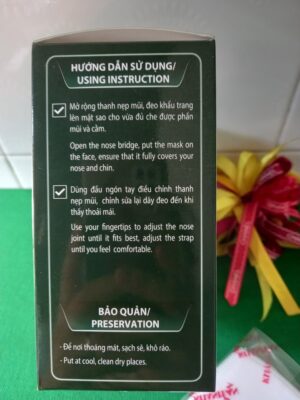 HƯỚNG DẪN SỬ DỤNG/
USING INSTRUCTION
Mở rộng thanh nẹp mũi, đeo khẩu trang
lên mặt sao cho vừa đủ che được phần
mũi và cằm.
Open the nose bridge, put the mask on
the face, ensure that it fully covers your
nose and chin.
Dùng đầu ngón tay điều chỉnh thanh
nẹp mũi, chỉnh sửa lại dây đeo đến khi
thấy thoải mái.
Use your fingertips to adjust the nose
joint until it fits best, adjust the strap
until you feel comfortable.
BẢO QUẢN/
PRESERVATION
- Để nơi thoáng mát, sạch sẽ, khô ráo.
- Put at cool, clean dry places.